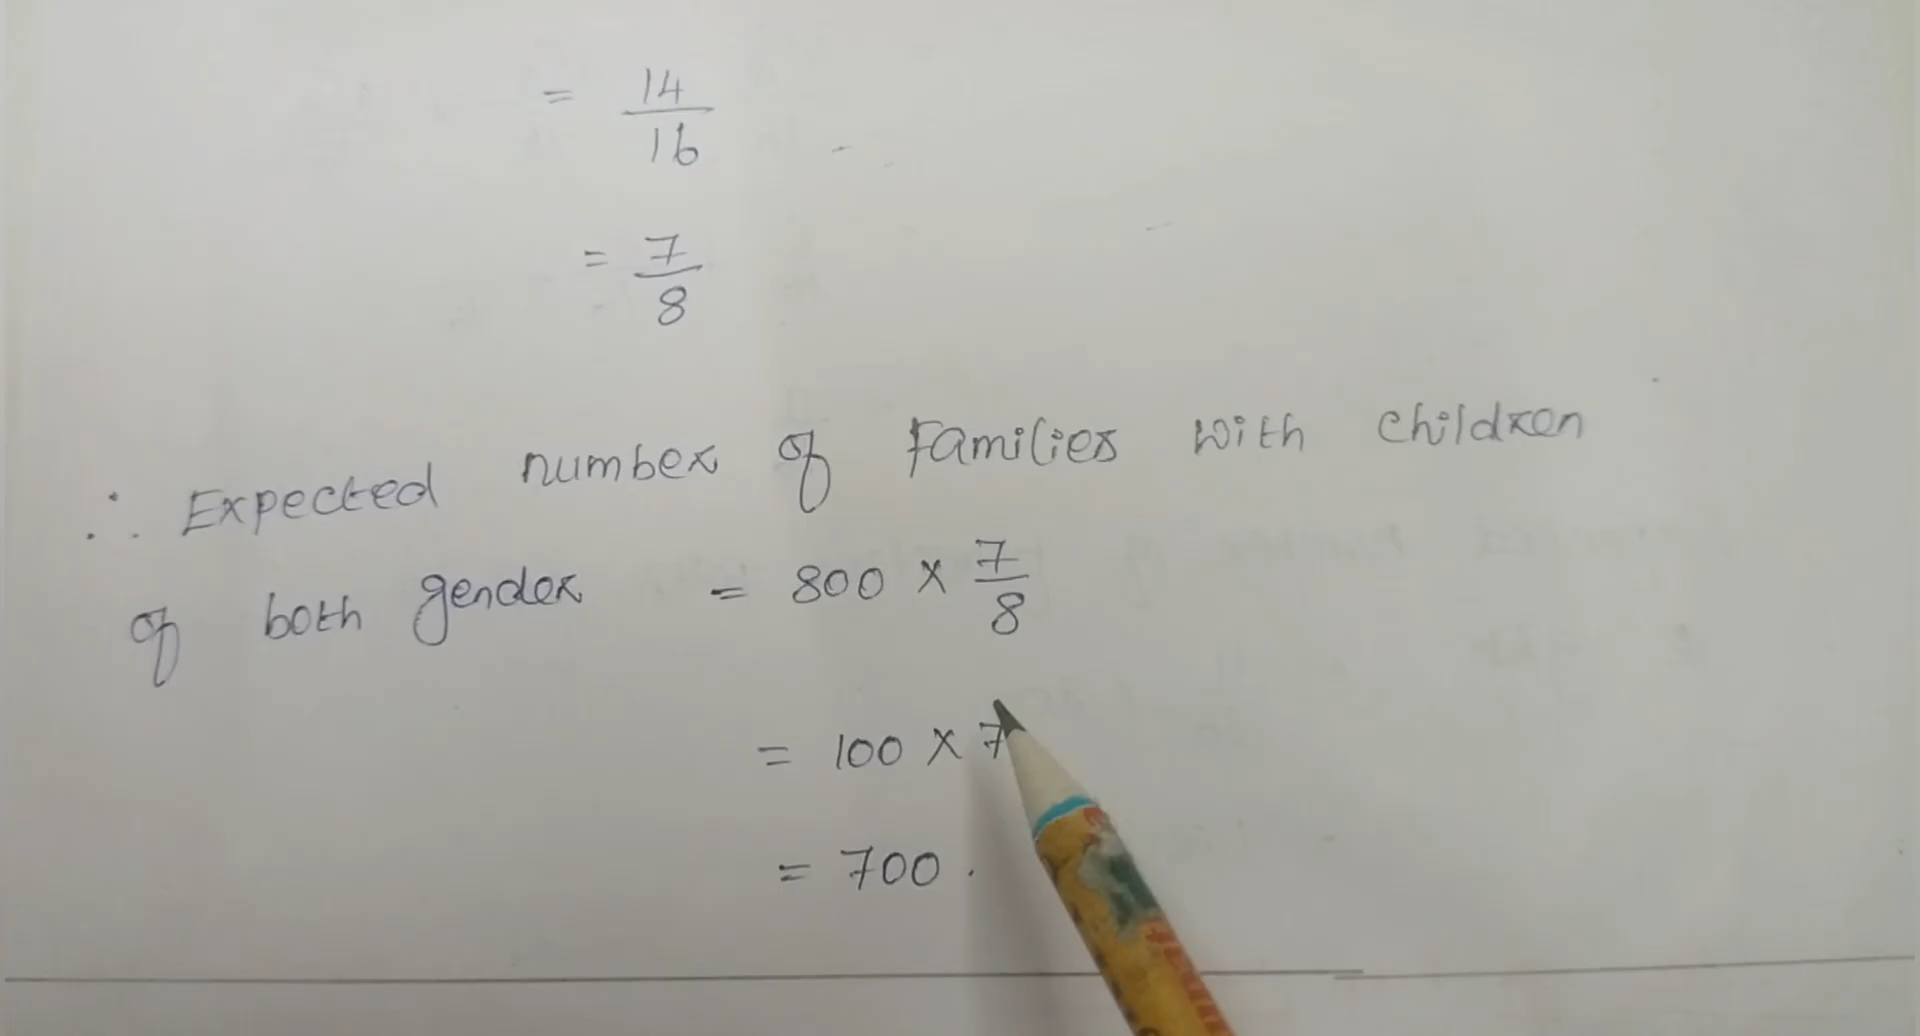 = 14/16
= 7/8
∴ Expected number of Families with children
of both gender = 800 × 7/8
= 100 × 7
= 700.